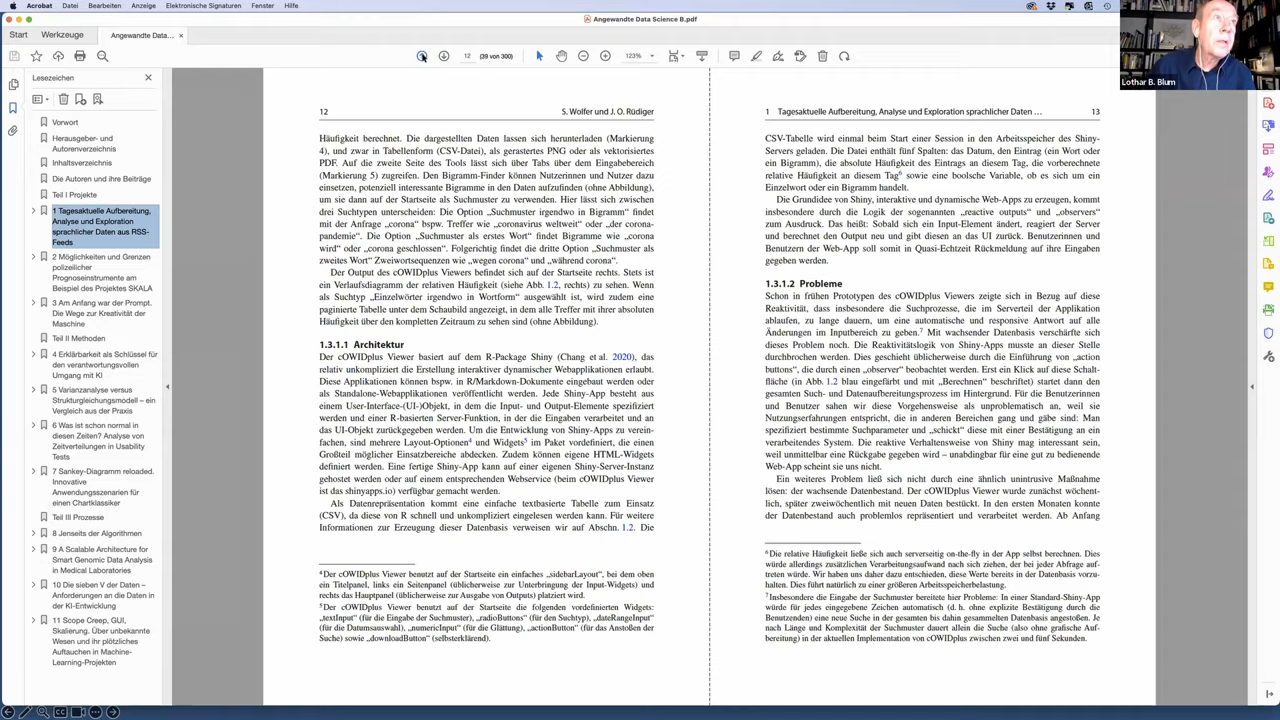 Acrobat Datei Bearbeiten Anzeige Elektronische Signaturen Fenster Hilfe
Angewandte Data Science B.pdf
Start Werkzeuge Angewandte Data... ×
12 (39 von 300) 123%
Lothar B. Blum
Lesezeichen
Vorwort
Herausgeber- und
Autorenverzeichnis
Inhaltsverzeichnis
Die Autoren und ihre Beiträge
Teil I Projekte
1 Tagesaktuelle Aufbereitung,
Analyse und Exploration
sprachlicher Daten aus RSS-
Feeds
2 Möglichkeiten und Grenzen
polizeilicher
Prognoseinstrumente am
Beispiel des Projektes SKALA
3 Am Anfang war der Prompt.
Die Wege zur Kreativität der
Maschine
Teil II Methoden
4 Erklärbarkeit als Schlüssel für
den verantwortungsvollen
Umgang mit KI
5 Varianzanalyse versus
Strukturgleichungsmodell – ein
Vergleich aus der Praxis
6 Was ist schon normal in
diesen Zeiten? Analyse von
Zeitverteilungen in Usability
Tests
7 Sankey-Diagramm reloaded.
Innovative
Anwendungsszenarien für
einen Chartklassiker
Teil III Prozesse
8 Jenseits der Algorithmen
9 A Scalable Architecture for
Smart Genomic Data Analysis
in Medical Laboratories
10 Die sieben V der Daten –
Anforderungen an die Daten in
der KI-Entwicklung
11 Scope Creep, GUI,
Skalierung. Über unbekannte
Wesen und ihr plötzliches
Auftauchen in Machine-
Learning-Projekten
12 S. Wolfer und J. O. Rüdiger
Häufigkeit berechnet. Die dargestellten Daten lassen sich herunterladen (Markierung
4), und zwar in Tabellenform (CSV-Datei), als gerastertes PNG oder als vektorisiertes
PDF. Auf die zweite Seite des Tools lässt sich über Tabs über dem Eingabebereich
(Markierung 5) zugreifen. Den Bigramm-Finder können Nutzerinnen und Nutzer dazu
einsetzen, potenziell interessante Bigramme in den Daten aufzufinden (ohne Abbildung),
um sie dann auf der Startseite als Suchmuster zu verwenden. Hier lässt sich zwischen
drei Suchtypen unterscheiden: Die Option „Suchmuster irgendwo in Bigramm“ findet
mit der Anfrage „corona“ bspw. Treffer wie „coronavirus weltweit“ oder „der corona-
pandemie“. Die Option „Suchmuster als erstes Wort“ findet Bigramme wie „corona
wird“ oder „corona geschlossen“. Folgerichtig findet die dritte Option „Suchmuster als
zweites Wort“ Zweiwortsequenzen wie „wegen corona“ und „während corona“.
Der Output des cOWIDplus Viewers befindet sich auf der Startseite rechts. Stets ist
ein Verlaufsdiagramm der relativen Häufigkeit (siehe Abb. 1.2, rechts) zu sehen. Wenn
als Suchtyp „Einzelwörter irgendwo in Wortform“ ausgewählt ist, wird zudem eine
paginierte Tabelle unter dem Schaubild angezeigt, in dem alle Treffer mit ihrer absoluten
Häufigkeit über den kompletten Zeitraum zu sehen sind (ohne Abbildung).
1.3.1.1 Architektur
Der cOWIDplus Viewer basiert auf dem R-Package Shiny (Chang et al. 2020), das
relativ unkompliziert die Erstellung interaktiver dynamischer Webapplikationen erlaubt.
Diese Applikationen können bspw. in R/Markdown-Dokumente eingebaut werden oder
als Standalone-Webapplikationen veröffentlicht werden. Jede Shiny-App besteht aus
einem User-Interface-(UI-)Objekt, in dem die Input- und Output-Elemente spezifiziert
werden und einer R-basierten Server-Funktion, in der die Eingaben verarbeitet und an
das UI-Objekt zurückgegeben werden. Um die Entwicklung von Shiny-Apps zu verein-
fachen, sind mehrere Layout-Optionen⁴ und Widgets⁵ im Paket vordefiniert, die einen
Großteil möglicher Einsatzbereiche abdecken. Zudem können eigene HTML-Widgets
definiert werden. Eine fertige Shiny-App kann auf einer eigenen Shiny-Server-Instanz
gehostet werden oder auf einem entsprechenden Webservice (beim cOWIDplus Viewer
ist das shinyapps.io) verfügbar gemacht werden.
Als Datenrepräsentation kommt eine einfache textbasierte Tabelle zum Einsatz
(CSV), da diese von R schnell und unkompliziert eingelesen werden kann. Für weitere
Informationen zur Erzeugung dieser Datenbasis verweisen wir auf Abschn. 1.2. Die
⁴Der cOWIDplus Viewer benutzt auf der Startseite ein einfaches „sidebarLayout“, bei dem oben
ein Titelpanel, links ein Seitenpanel (üblicherweise zur Unterbringung der Input-Widgets) und
rechts das Hauptpanel (üblicherweise zur Ausgabe von Outputs) platziert wird.
⁵Der cOWIDplus Viewer benutzt auf der Startseite die folgenden vordefinierten Widgets:
„textInput“ (für die Eingabe der Suchmuster), „radioButtons“ (für den Suchtyp), „dateRangeInput“
(für die Datumsauswahl), „numericInput“ (für die Glättung), „actionButton“ (für das Anstoßen der
Suche) sowie „downloadButton“ (selbsterklärend).
1 Tagesaktuelle Aufbereitung, Analyse und Exploration sprachlicher Daten … 13
CSV-Tabelle wird einmal beim Start einer Session in den Arbeitsspeicher des Shiny-
Servers geladen. Die Datei enthält fünf Spalten: das Datum, den Eintrag (ein Wort oder
ein Bigramm), die absolute Häufigkeit des Eintrags an diesem Tag, die vorberechnete
relative Häufigkeit an diesem Tag⁶ sowie eine boolsche Variable, ob es sich um ein
Einzelwort oder ein Bigramm handelt.
Die Grundidee von Shiny, interaktive und dynamische Web-Apps zu erzeugen, kommt
insbesondere durch die Logik der sogenannten „reactive outputs“ und „observers“
zum Ausdruck. Das heißt: Sobald sich ein Input-Element ändert, reagiert der Server
und berechnet den Output neu und gibt diesen an das UI zurück. Benutzerinnen und
Benutzern der Web-App soll somit in Quasi-Echtzeit Rückmeldung auf ihre Eingaben
gegeben werden.
1.3.1.2 Probleme
Schon in frühen Prototypen des cOWIDplus Viewers zeigte sich in Bezug auf diese
Reaktivität, dass insbesondere die Suchprozesse, die im Serverteil der Applikation
ablaufen, zu lange dauern, um eine automatische und responsive Antwort auf alle
Änderungen im Inputbereich zu geben.⁷ Mit wachsender Datenbasis verschärfte sich
dieses Problem noch. Die Reaktivitätslogik von Shiny-Apps musste an dieser Stelle
durchbrochen werden. Dies geschieht üblicherweise durch die Einführung von „action
buttons“, die durch einen „observer“ beobachtet werden. Erst ein Klick auf diese Schalt-
fläche (in Abb. 1.2 blau eingefärbt und mit „Berechnen“ beschriftet) startet dann den
gesamten Such- und Datenaufbereitungsprozess im Hintergrund. Für die Benutzerinnen
und Benutzer sahen wir diese Vorgehensweise als unproblematisch an, weil sie
Nutzungserfahrungen entspricht, die in anderen Bereichen gang und gäbe sind: Man
spezifiziert bestimmte Suchparameter und „schickt“ diese mit einer Bestätigung an ein
verarbeitendes System. Die reaktive Verhaltensweise von Shiny mag interessant sein,
weil unmittelbar eine Rückgabe gegeben wird – unabdingbar für eine gut zu bedienende
Web-App scheint sie uns nicht.
Ein weiteres Problem ließ sich nicht durch eine ähnlich unintrusive Maßnahme
lösen: der wachsende Datenbestand. Der cOWIDplus Viewer wurde zunächst wöchent-
lich, später zweiwöchentlich mit neuen Daten bestückt. In den ersten Monaten konnte
der Datenbestand auch problemlos repräsentiert und verarbeitet werden. Ab Anfang
⁶Die relative Häufigkeit ließe sich auch serverseitig on-the-fly in der App selbst berechnen. Dies
würde allerdings zusätzlichen Verarbeitungsaufwand nach sich ziehen, der bei jeder Abfrage auf-
treten würde. Wir haben uns daher dazu entschieden, diese Werte bereits in der Datenbasis vorzu-
halten. Dies führt natürlich zu einer größeren Arbeitsspeicherbelastung.
⁷Insbesondere die Eingabe der Suchmuster bereitete hier Probleme: In einer Standard-Shiny-App
würde für jedes eingegebene Zeichen automatisch (d. h. ohne explizite Bestätigung durch die
Benutzenden) eine neue Suche in der gesamten bis dahin gesammelten Datenbasis ausgelöst. Je
nach Länge und Komplexität der Suchmuster dauert allein die Suche (also ohne grafische Auf-
bereitung) in der aktuellen Implementation von cOWIDplus zwischen zwei und fünf Sekunden.